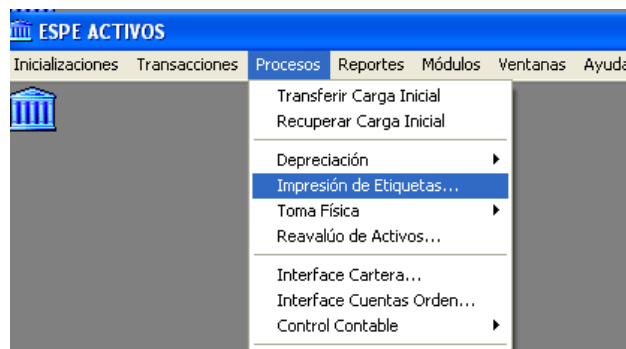 ESPE ACTIVOS
Inicializaciones Transacciones Procesos Reportes Módulos Ventanas Ayuda
Transferir Carga Inicial
Recuperar Carga Inicial
Depreciación
Impresión de Etiquetas...
Toma Física
Reavalúo de Activos...
Interface Cartera...
Interface Cuentas Orden...
Control Contable